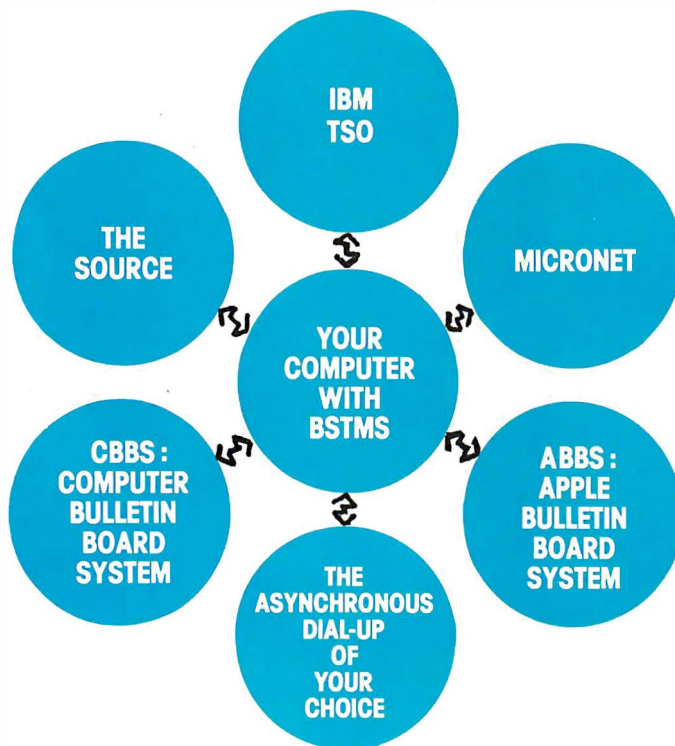 IBM
TSO
THE
SOURCE
MICRONET
YOUR
COMPUTER
WITH
BSTMS
CBBS:
COMPUTER
BULLETIN
BOARD
SYSTEM
ABBS:
APPLE
BULLETIN
BOARD
SYSTEM
THE
ASYNCHRONOUS
DIAL-UP
OF
YOUR
CHOICE